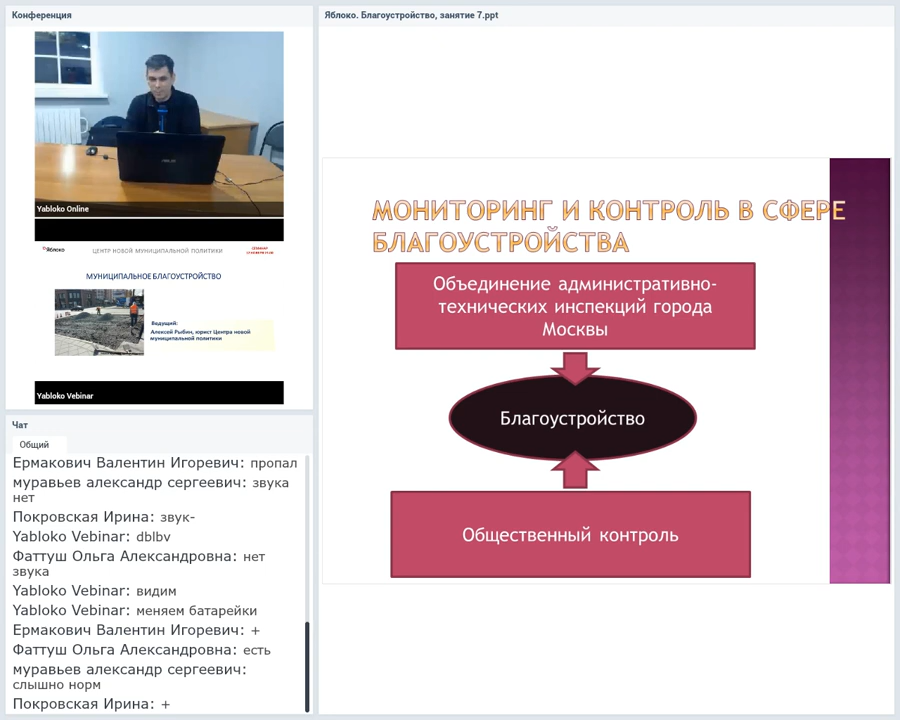 Конференция
Yabloko Online
Яблоко
ЦЕНТР НОВОЙ МУНИЦИПАЛЬНОЙ ПОЛИТИКИ
МУНИЦИПАЛЬНОЕ БЛАГОУСТРОЙСТВО
Ведущий:
Алексей Рыбин, юрист Центра новой
муниципальной политики
Yabloko Vebinar
Чат
Общий
Ермакович Валентин Игоревич: пропал
муравьев александр сергеевич: звука
нет
Покровская Ирина: звук-
Yabloko Vebinar: dblbv
Фаттуш Ольга Александровна: нет
звука
Yabloko Vebinar: видим
Yabloko Vebinar: меняем батарейки
Ермакович Валентин Игоревич: +
Фаттуш Ольга Александровна: есть
муравьев александр сергеевич:
слышно норм
Покровская Ирина: +
Яблоко. Благоустройство, занятие 7.ppt
МОНИТОРИНГ И КОНТРОЛЬ В СФЕРЕ
БЛАГОУСТРОЙСТВА
Объединение административно-
технических инспекций города
Москвы
Благоустройство
Общественный контроль